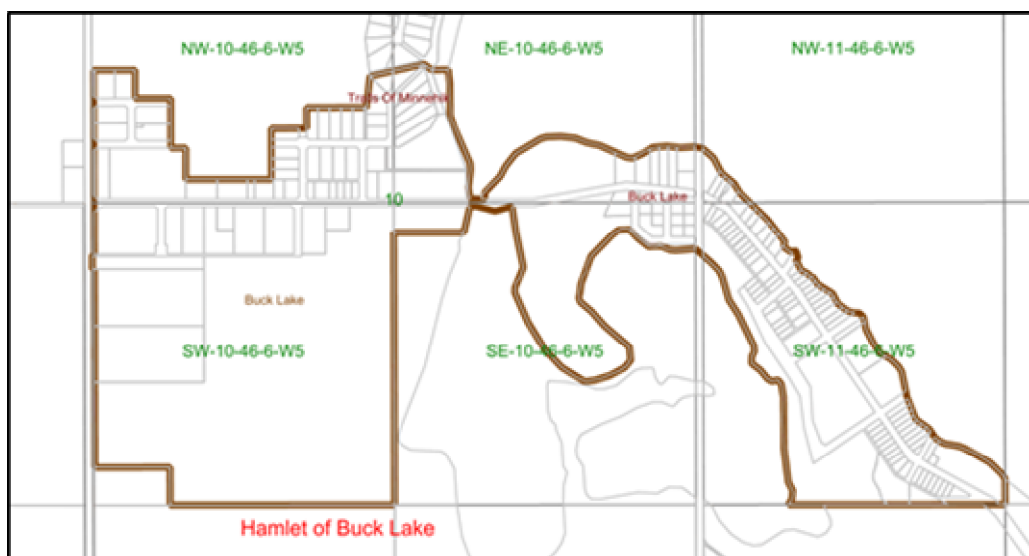 NW-10-46-6-W5
NE-10-46-6-W5
NW-11-46-6-W5
Trails Of Minnehik
10
Buck Lake
Buck Lake
SW-10-46-6-W5
SE-10-46-6-W5
SW-11-46-6-W5
Hamlet of Buck Lake